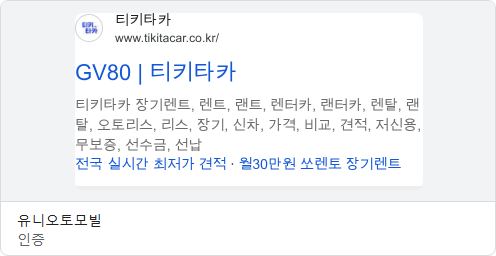 티키타카
티키
타카
www.tikitacar.co.kr/
GV80 | 티키타카
티키타카 장기렌트, 렌트, 랜트, 렌터카, 랜터카, 렌탈, 랜
탈, 오토리스, 리스, 장기, 신차, 가격, 비교, 견적, 저신용,
무보증, 선수금, 선납
전국 실시간 최저가 견적 · 월30만원 쏘렌토 장기렌트
유니오토모빌
인증